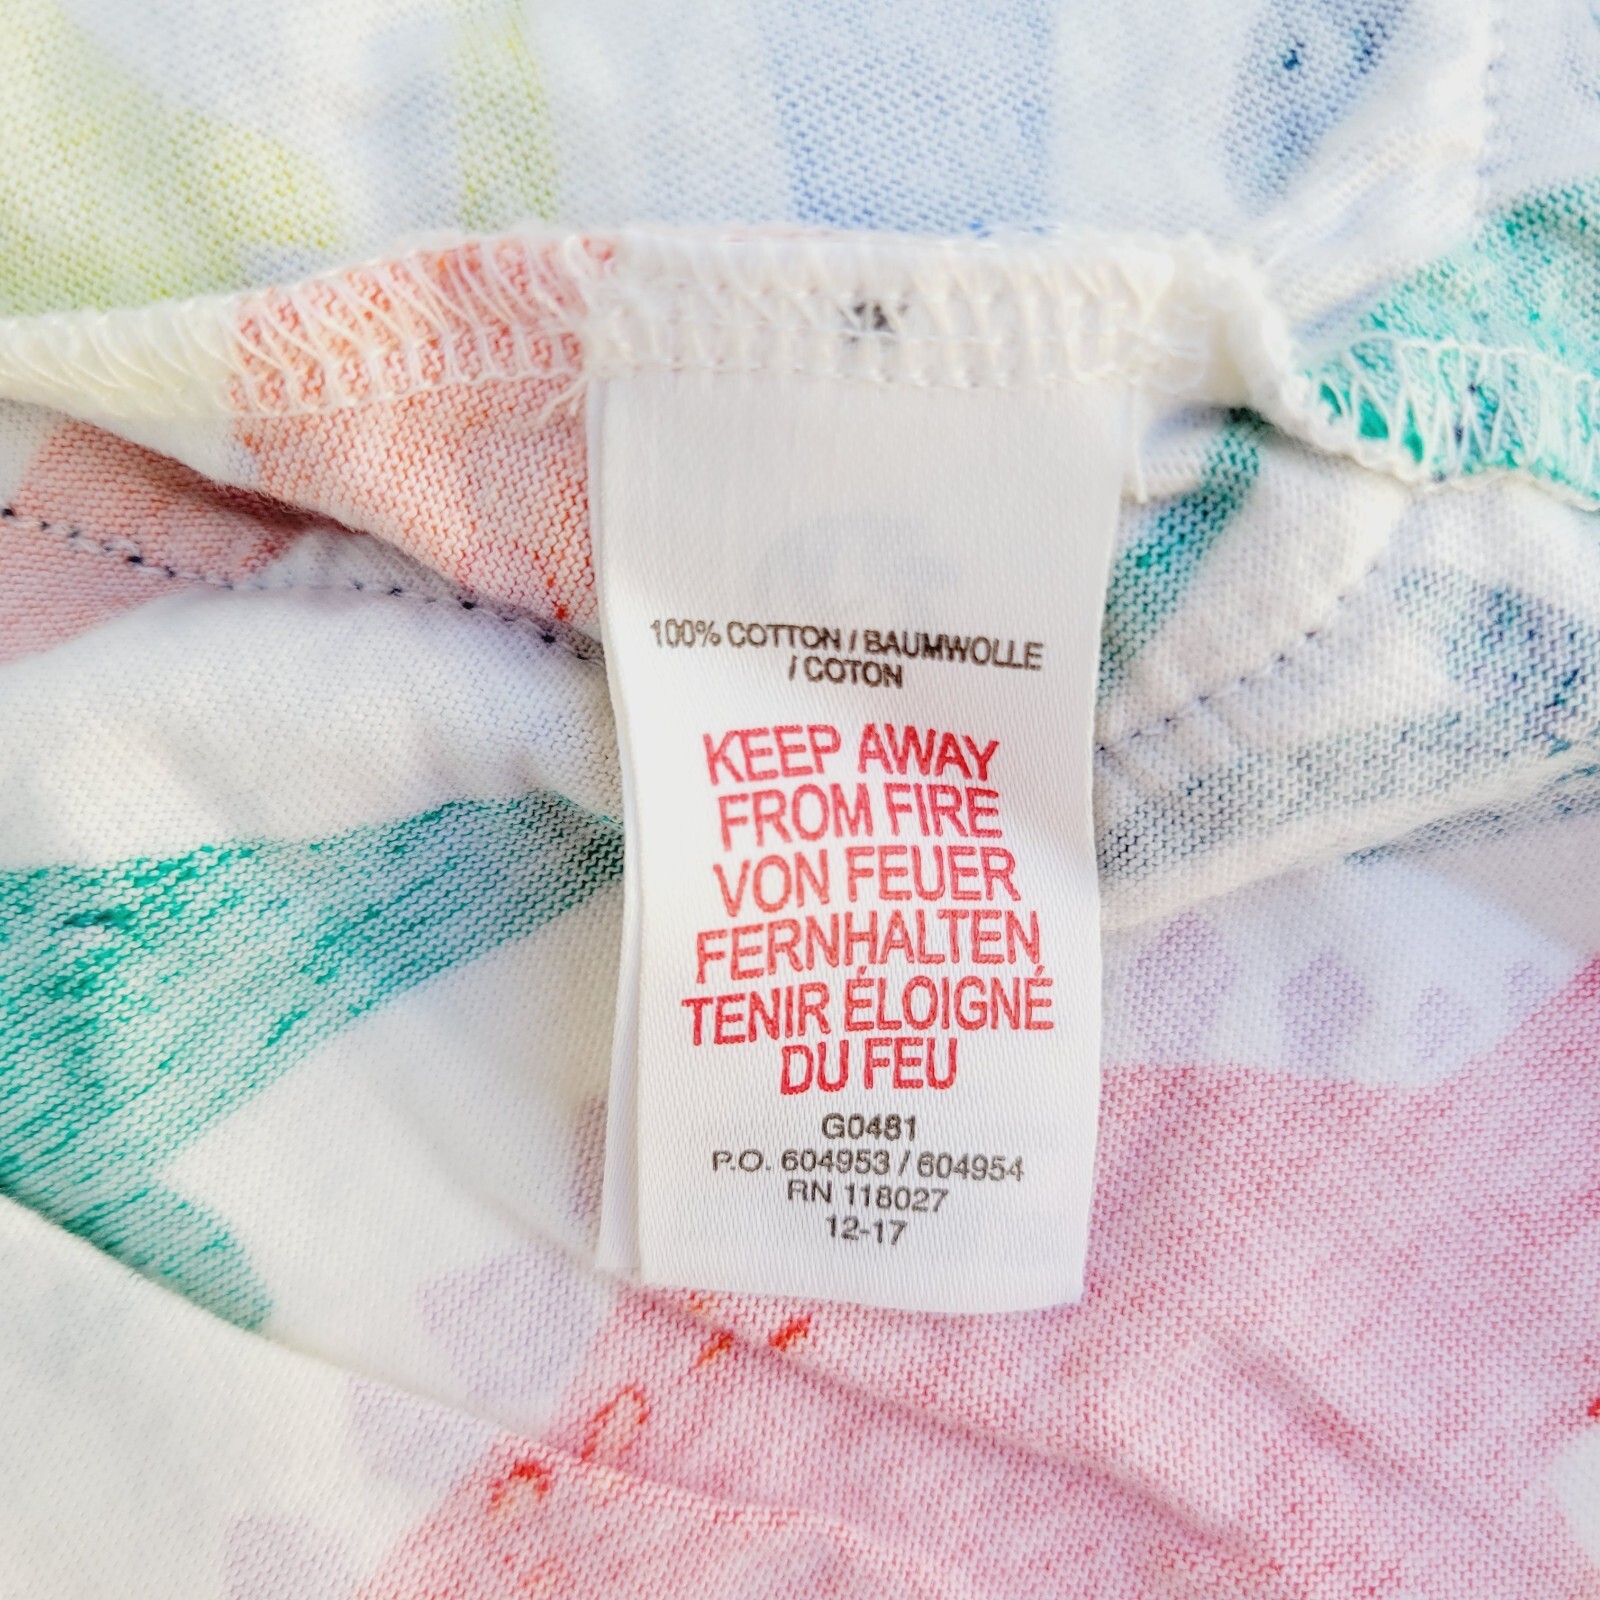 100% COTTON / BAUMWOLLE
/ COTON
KEEP AWAY
FROM FIRE
VON FEUER
FERNHALTEN
TENIR ÉLOIGNÉ
DU FEU
G0481
P.O. 604953 / 604954
RN 118027
12-17